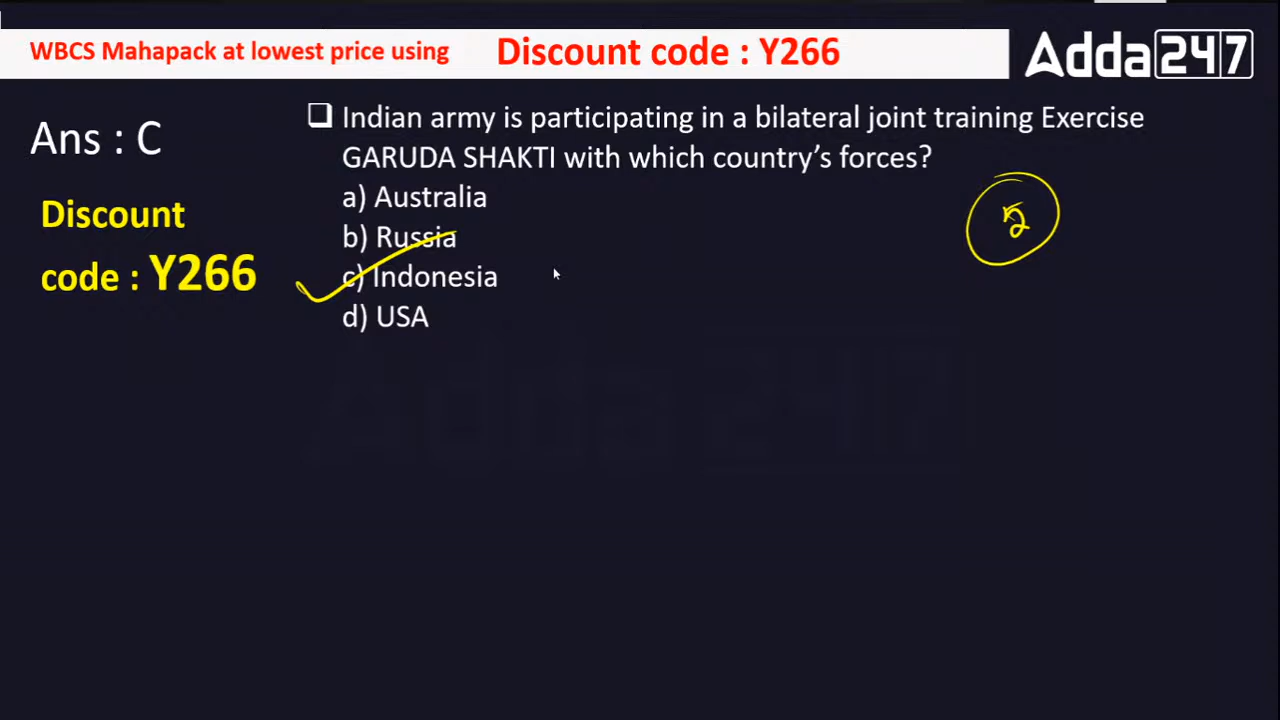 WBCS Mahapack at lowest price using Discount code : Y266
Adda247
Ans : C
Discount
code : Y266
❑ Indian army is participating in a bilateral joint training Exercise
GARUDA SHAKTI with which country’s forces?
a) Australia
b) Russia
c) Indonesia
d) USA
Adda247